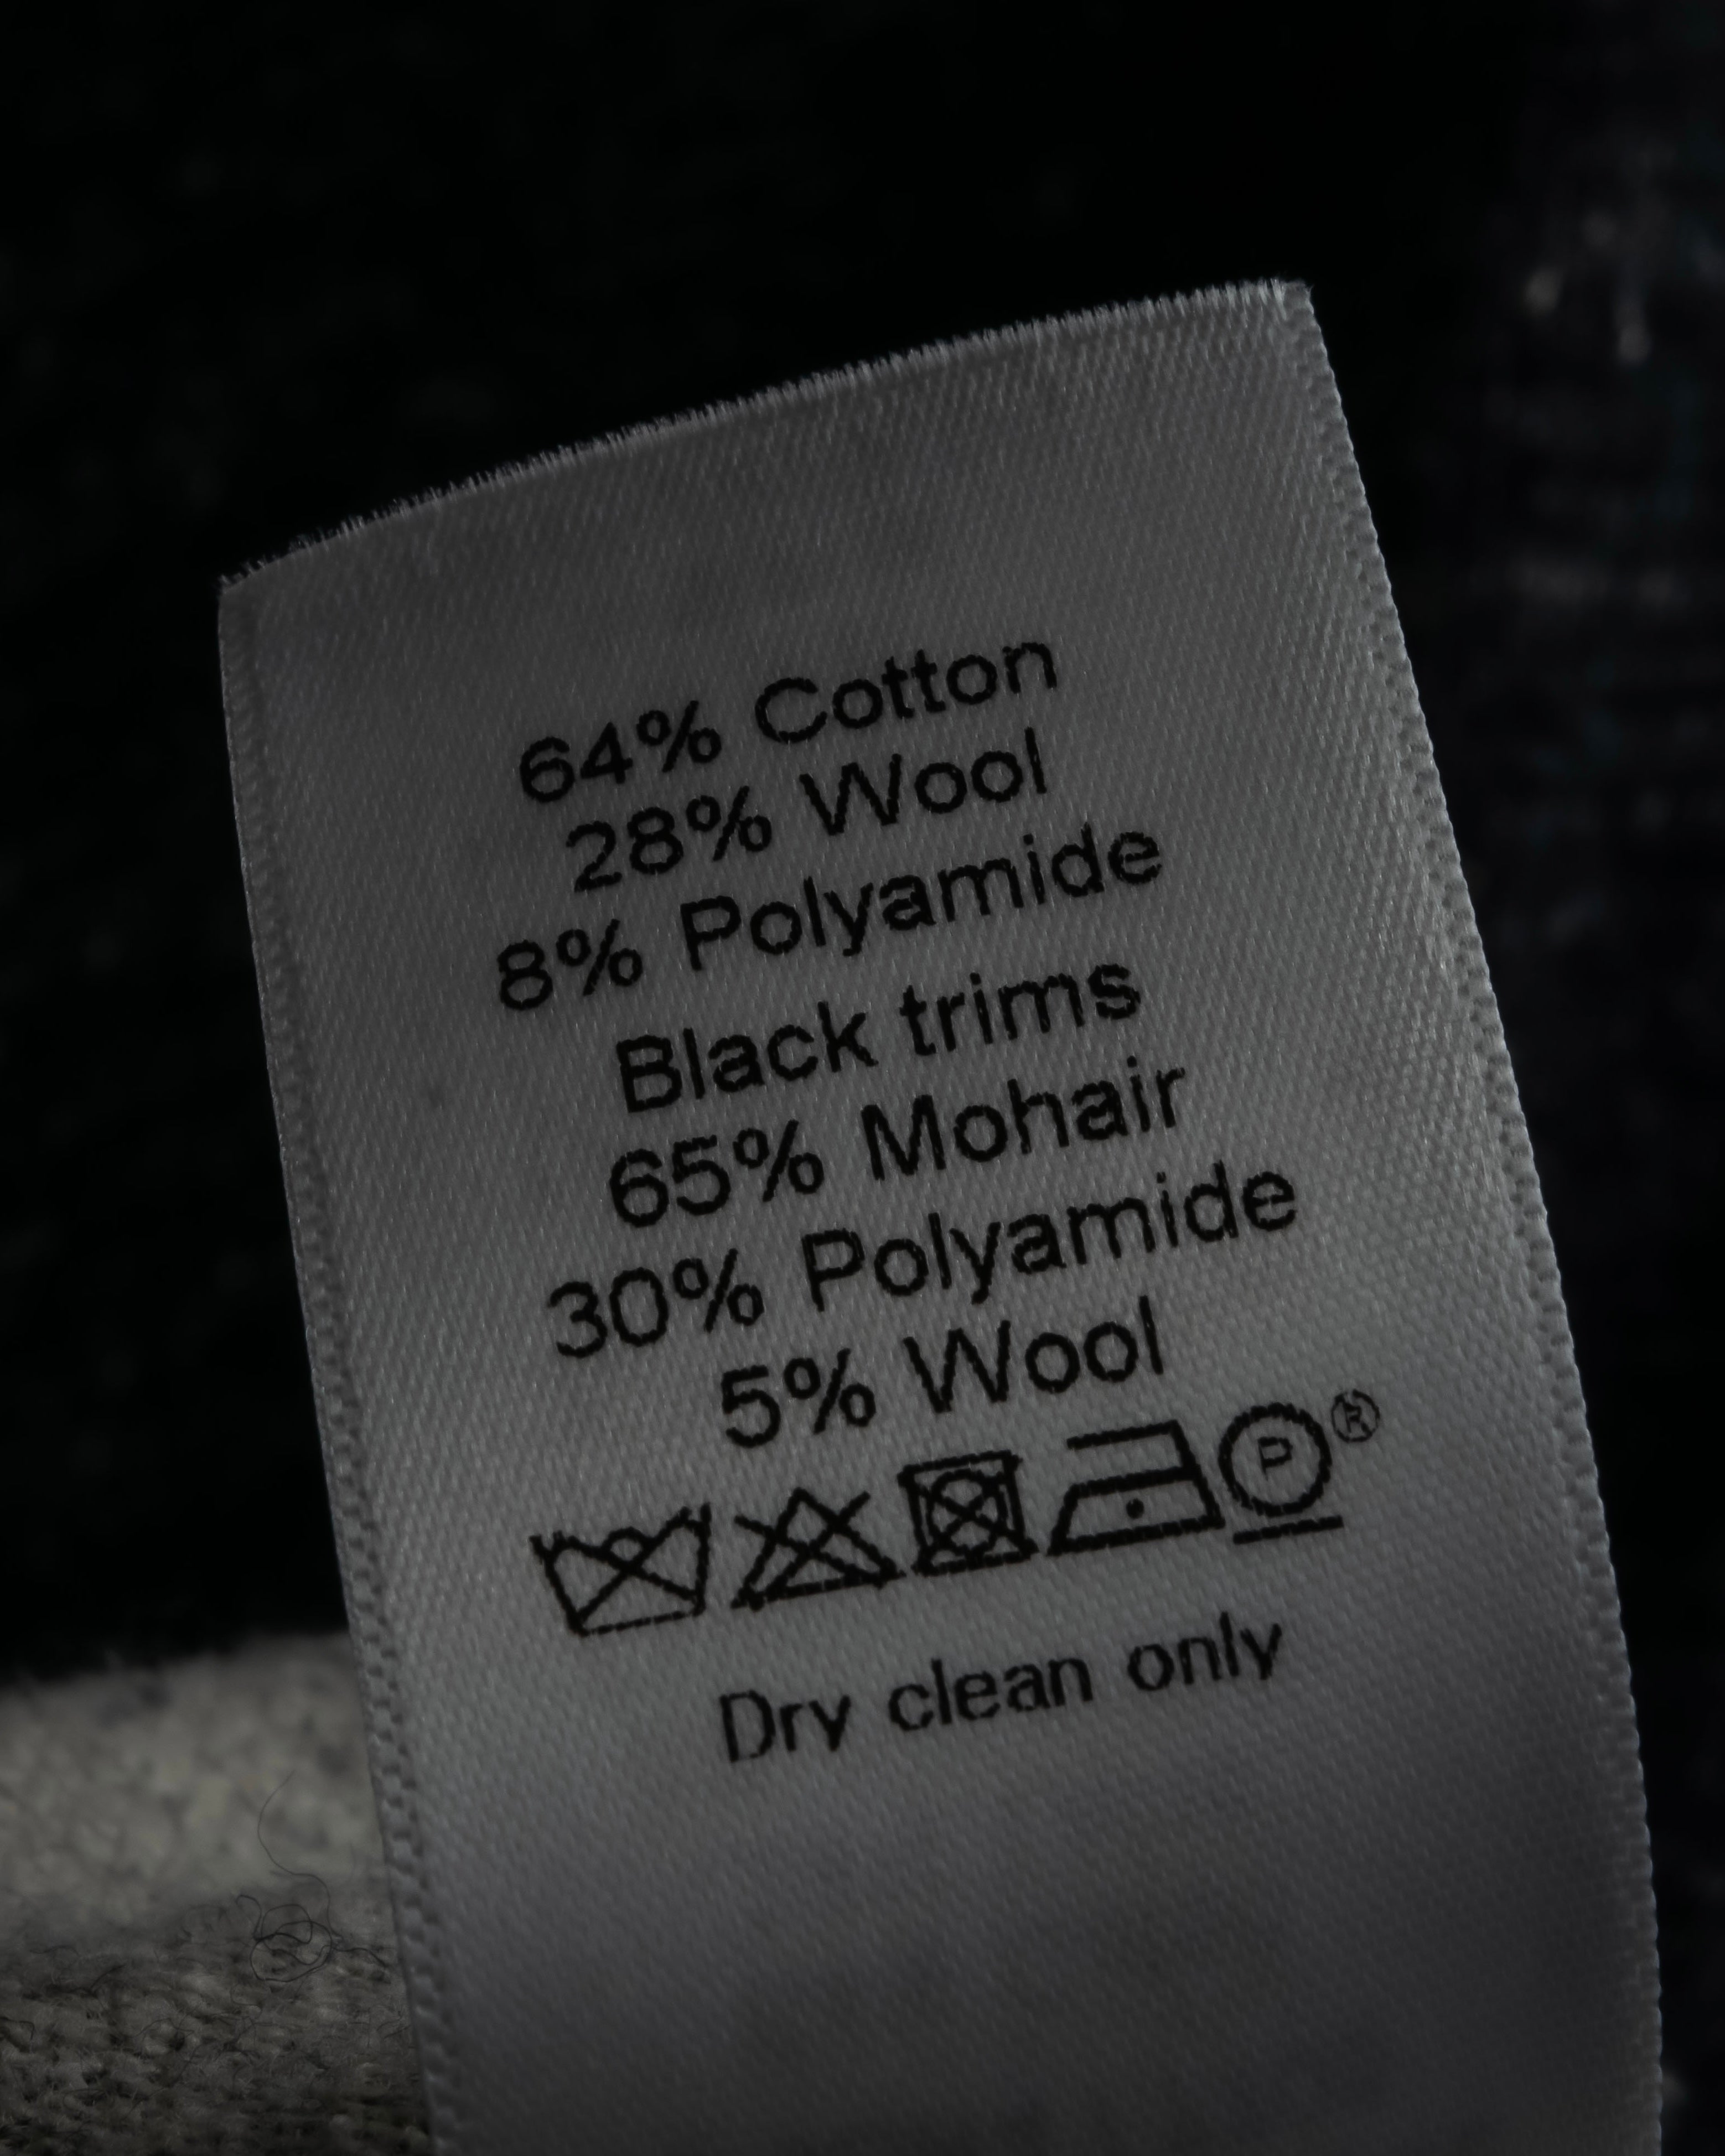 64% Cotton
28% Wool
8% Polyamide
Black trims
65% Mohair
30% Polyamide
5% Wool
P ®
Dry clean only